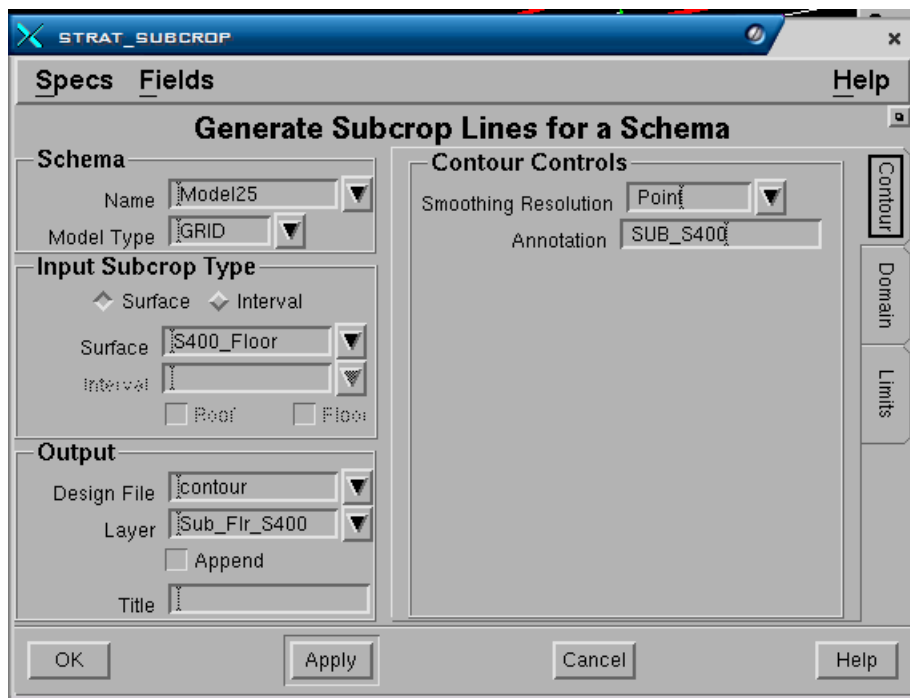 STRAT_SUBCROP
Specs Fields Help
Generate Subcrop Lines for a Schema
Schema
Name Model25
Model Type GRID
Input Subcrop Type
Surface Interval
Surface S400_Floor
Interval
Roof Floor
Output
Design File contour
Layer Sub_Flr_S400
Append
Title
Contour Controls
Smoothing Resolution Point
Annotation SUB_S400
Contour
Domain
Limits
OK Apply Cancel Help